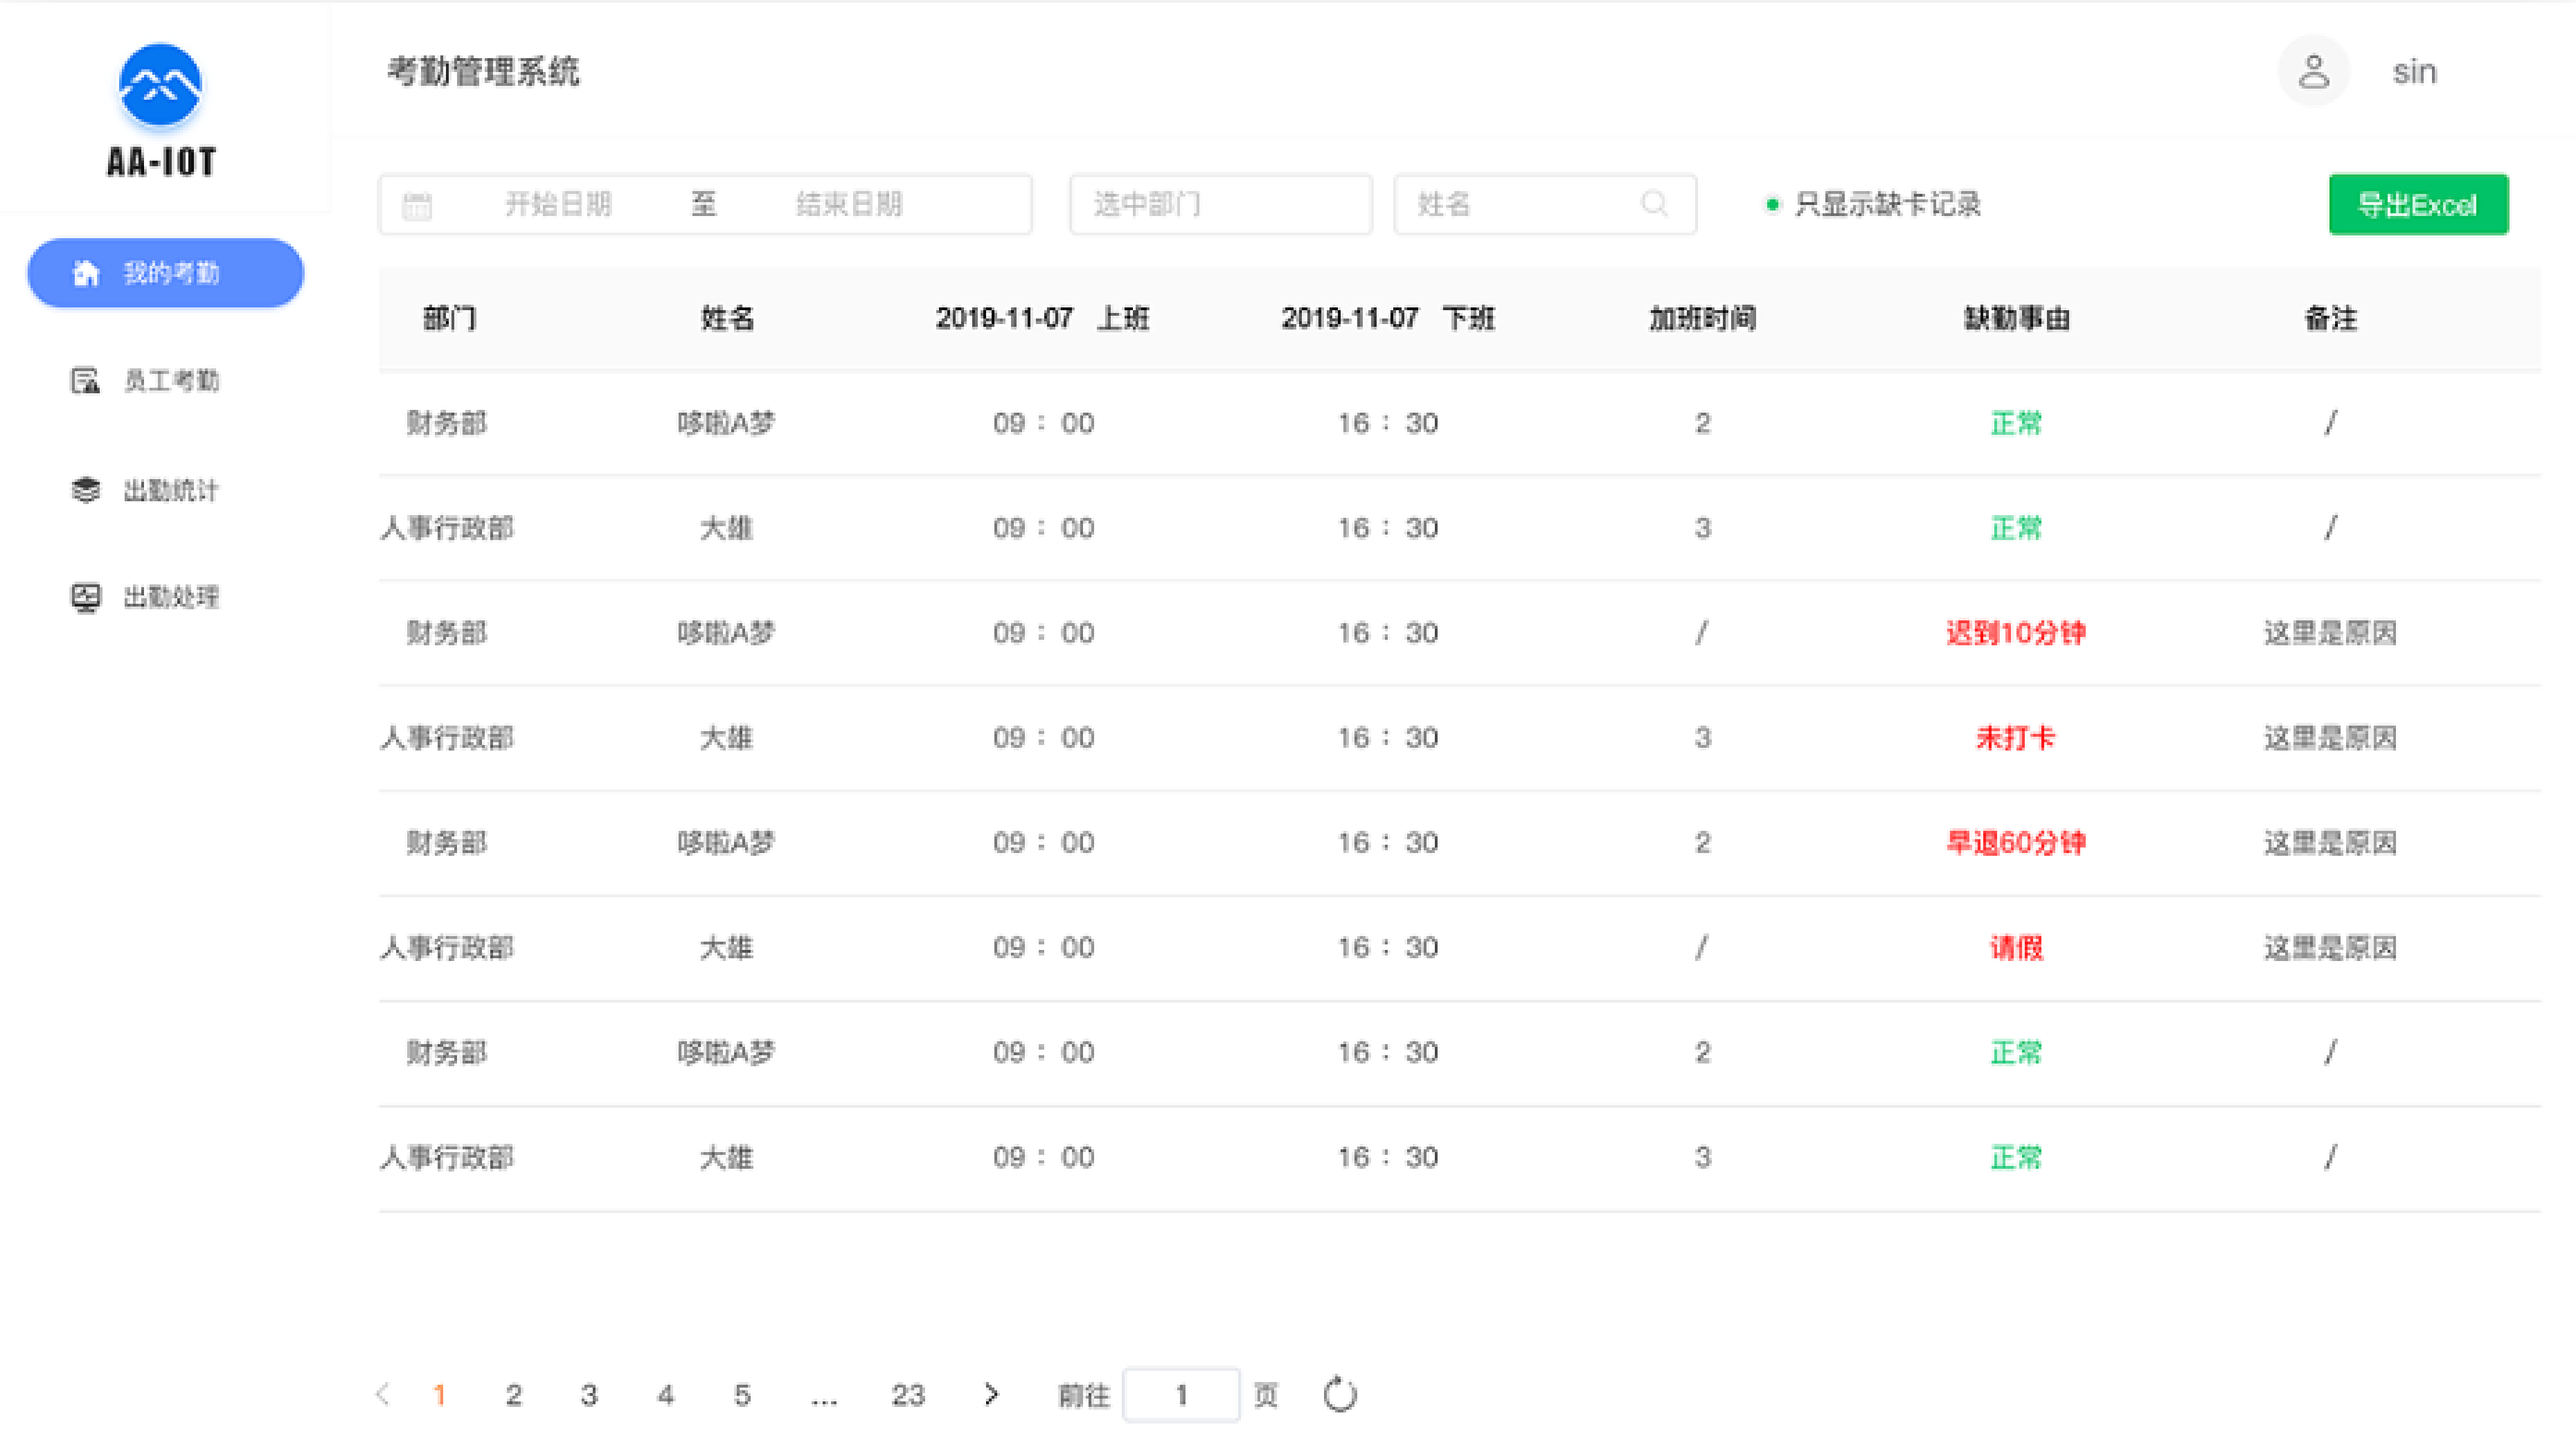 AA-IOT
考勤管理系统
sin
我的考勤
员工考勤
出勤统计
出勤处理
开始日期 至 结束日期 选中部门 姓名 只显示缺卡记录 导出Excel
部门 姓名 2019-11-07 上班 2019-11-07 下班 加班时间 缺勤事由 备注
财务部 哆啦A梦 09 : 00 16 : 30 2 正常 /
人事行政部 大雄 09 : 00 16 : 30 3 正常 /
财务部 哆啦A梦 09 : 00 16 : 30 / 迟到10分钟 这里是原因
人事行政部 大雄 09 : 00 16 : 30 3 未打卡 这里是原因
财务部 哆啦A梦 09 : 00 16 : 30 2 早退60分钟 这里是原因
人事行政部 大雄 09 : 00 16 : 30 / 请假 这里是原因
财务部 哆啦A梦 09 : 00 16 : 30 2 正常 /
人事行政部 大雄 09 : 00 16 : 30 3 正常 /
1 2 3 4 5 ... 23 前往 1 页